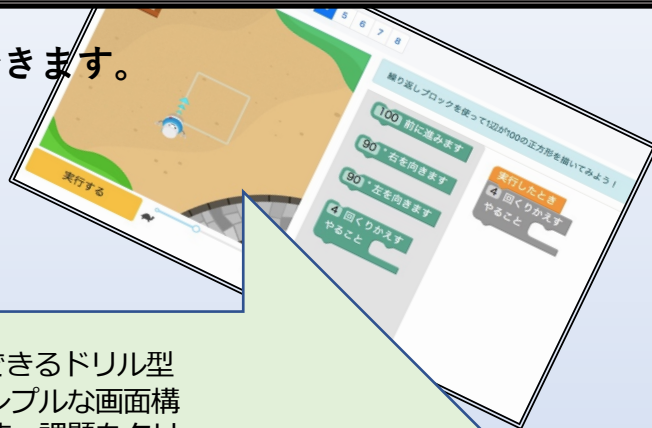 きます。
5 6 7 8
繰り返しブロックを使って1辺が100の正方形を描いてみよう！
100 前に進みます
90 °右を向きます
90 °左を向きます
4 回くりかえす
やること
実行したとき
4 回くりかえす
やること
実行する
できるドリル型
ンプルな画面構